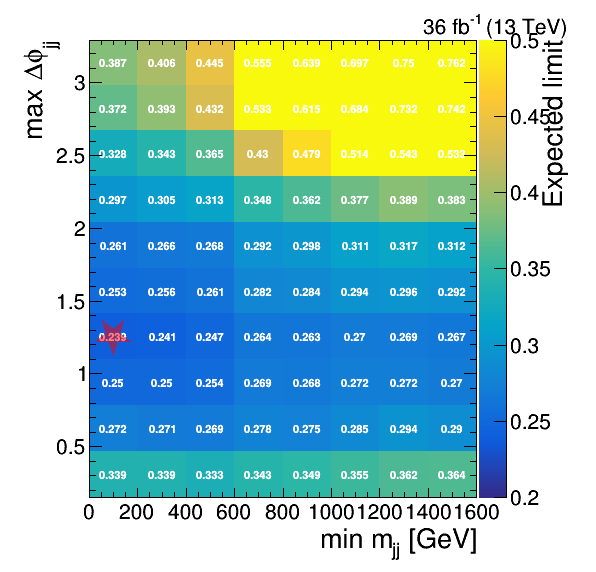 36 fb-1 (13 TeV)
max Δϕjj
Expected limit
0.387 0.406 0.445 0.555 0.639 0.697 0.75 0.762
0.372 0.393 0.432 0.533 0.615 0.684 0.732 0.742
0.328 0.343 0.365 0.43 0.479 0.514 0.543 0.532
0.297 0.305 0.313 0.348 0.362 0.377 0.389 0.383
0.261 0.266 0.268 0.292 0.298 0.311 0.317 0.312
0.253 0.256 0.261 0.282 0.284 0.294 0.296 0.292
0.239 0.241 0.247 0.264 0.263 0.27 0.269 0.267
0.25 0.25 0.254 0.269 0.268 0.272 0.272 0.27
0.272 0.271 0.269 0.278 0.275 0.285 0.294 0.29
0.339 0.339 0.333 0.343 0.349 0.355 0.362 0.364
3
2.5
2
1.5
1
0.5
0.5
0.45
0.4
0.35
0.3
0.25
0.2
0 200 400 600 800 1000 1200 1400 1600
min mjj [GeV]